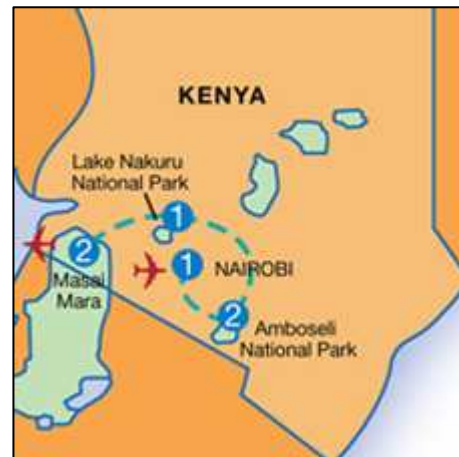 KENYA
Lake Nakuru
National Park
1
2
Masai
Mara
1
NAIROBI
2
Amboseli
National Park